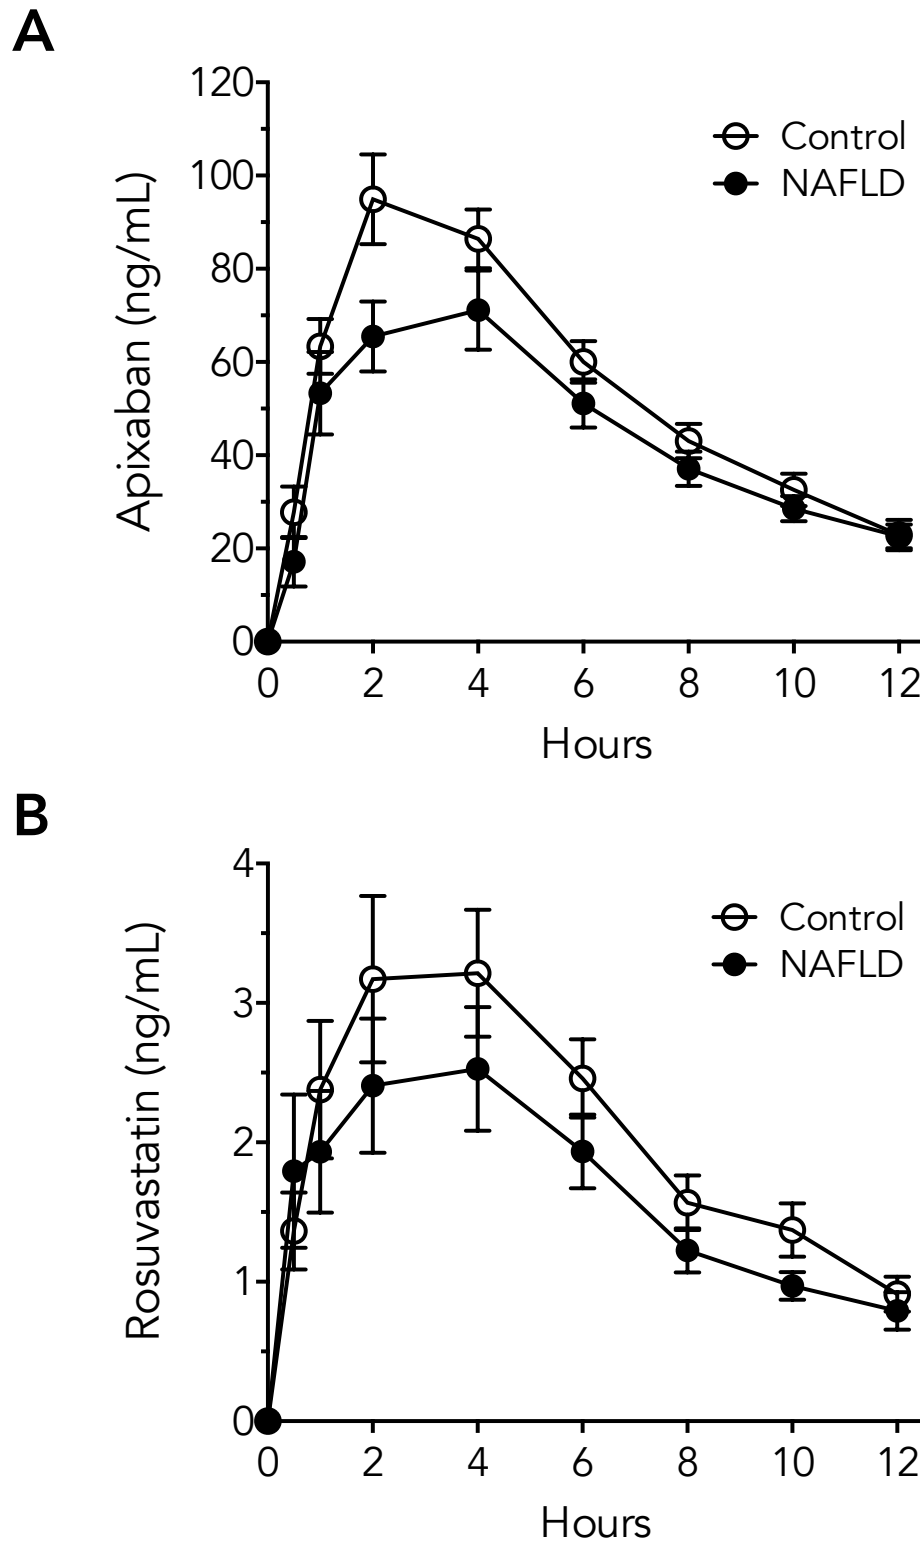 A
120
100
80
60
40
20
0
Apixaban (ng/mL)
Control
NAFLD
0 2 4 6 8 10 12
Hours
B
4
3
2
1
0
Rosuvastatin (ng/mL)
Control
NAFLD
0 2 4 6 8 10 12
Hours